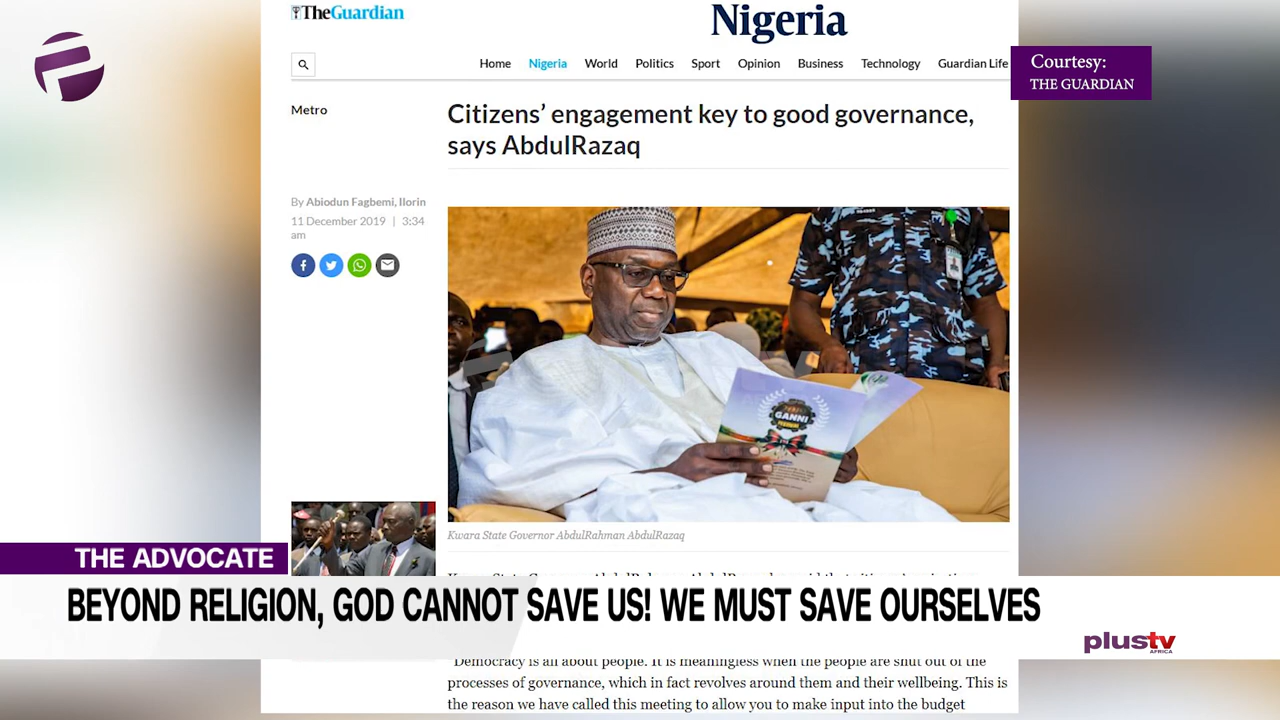 TheGuardian
Nigeria
Home Nigeria World Politics Sport Opinion Business Technology Guardian Life
Courtesy:
THE GUARDIAN
Metro
Citizens’ engagement key to good governance,
says AbdulRazaq
By Abiodun Fagbemi, Ilorin
11 December 2019 | 3:34
am
GANNI
Kwara State Governor AbdulRahman AbdulRazaq
THE ADVOCATE
BEYOND RELIGION, GOD CANNOT SAVE US! WE MUST SAVE OURSELVES
plustv
AFRICA
"Democracy is all about people. It is meaningless when the people are shut out of the
processes of governance, which in fact revolves around them and their wellbeing. This is
the reason we have called this meeting to allow you to make input into the budget